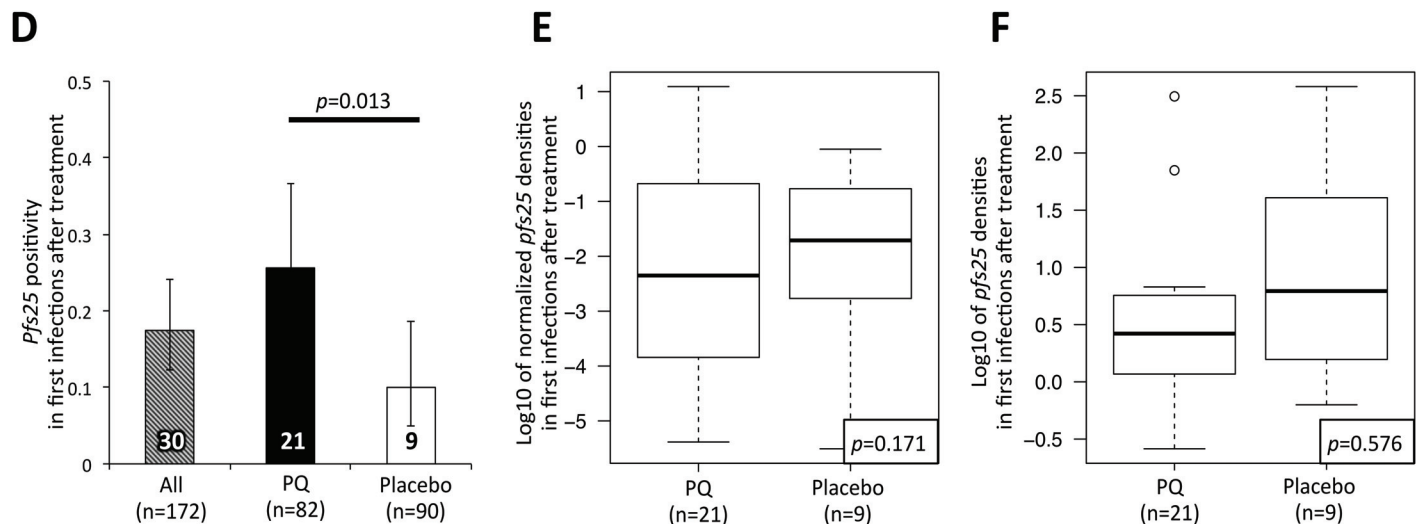 D
Pfs25 positivity
in first infections after treatment
0.5
0.4
0.3
0.2
0.1
0
p=0.013
30
21
9
All
(n=172)
PQ
(n=82)
Placebo
(n=90)
E
Log10 of normalized pfs25 densities
in first infections after treatment
1
0
−1
−2
−3
−4
−5
p=0.171
PQ
(n=21)
Placebo
(n=9)
F
Log10 of pfs25 densities
in first infections after treatment
2.5
2.0
1.5
1.0
0.5
0.0
−0.5
p=0.576
PQ
(n=21)
Placebo
(n=9)